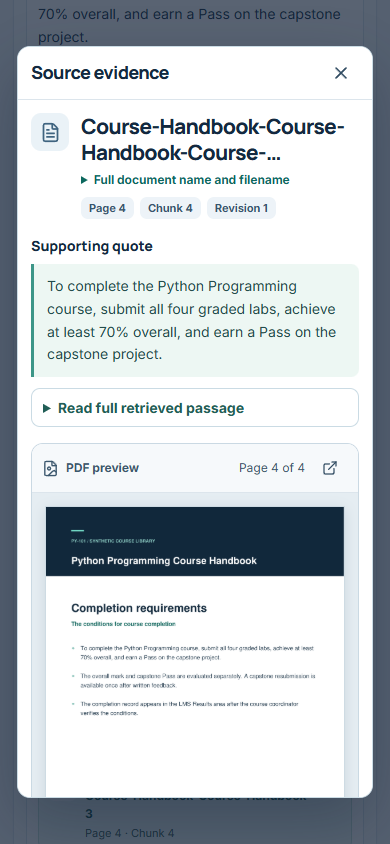 70% overall, and earn a Pass on the capstone
project.
Source evidence
Course-Handbook-Course-
Handbook-Course-...
Full document name and filename
Page 4
Chunk 4
Revision 1
Supporting quote
To complete the Python Programming
course, submit all four graded labs, achieve
at least 70% overall, and earn a Pass on the
capstone project.
Read full retrieved passage
PDF preview
Page 4 of 4
PY-101 / SYNTHETIC COURSE LIBRARY
Python Programming Course Handbook
Completion requirements
The conditions for course completion
To complete the Python Programming course, submit all four graded labs, achieve at least
70% overall, and earn a Pass on the capstone project.
The overall mark and capstone Pass are evaluated separately. A capstone resubmission is
available once after written feedback.
The completion record appears in the LMS Results area after the course coordinator
verifies the conditions.
3
Page 4 · Chunk 4